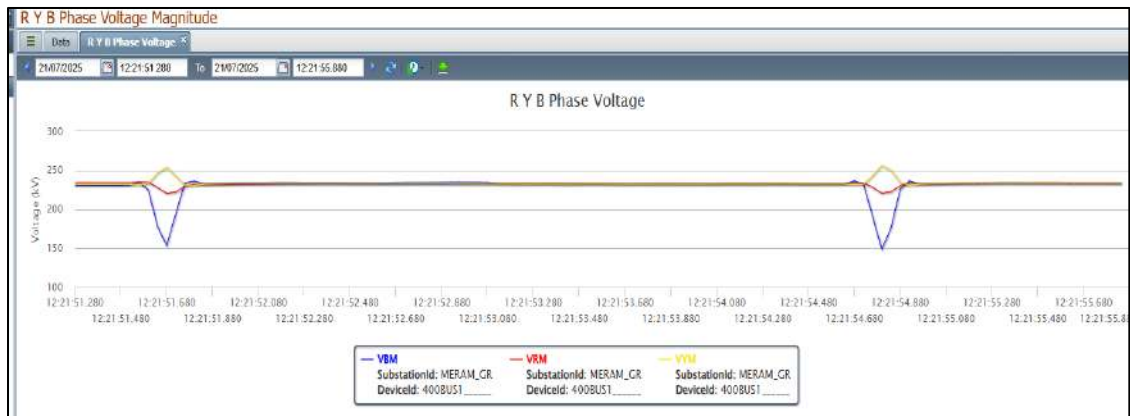 R Y B Phase Voltage Magnitude
Data R Y B Phase Voltage ×
21/07/2025 12:21:51.280 To 21/07/2025 12:21:55.880
R Y B Phase Voltage
300
250
200
150
100
Voltage (kV)
12:21:51.280 12:21:51.680 12:21:52.080 12:21:52.480 12:21:52.880 12:21:53.280 12:21:53.680 12:21:54.080 12:21:54.480 12:21:54.880 12:21:55.280 12:21:55.680
12:21:51.480 12:21:51.880 12:21:52.280 12:21:52.680 12:21:53.080 12:21:53.480 12:21:53.880 12:21:54.280 12:21:54.680 12:21:55.080 12:21:55.480 12:21:55.8
VBM VRM VYM
SubstationId: MERAM_GR SubstationId: MERAM_GR SubstationId: MERAM_GR
DeviceId: 400BUS1_____ DeviceId: 400BUS1_____ DeviceId: 400BUS1_____